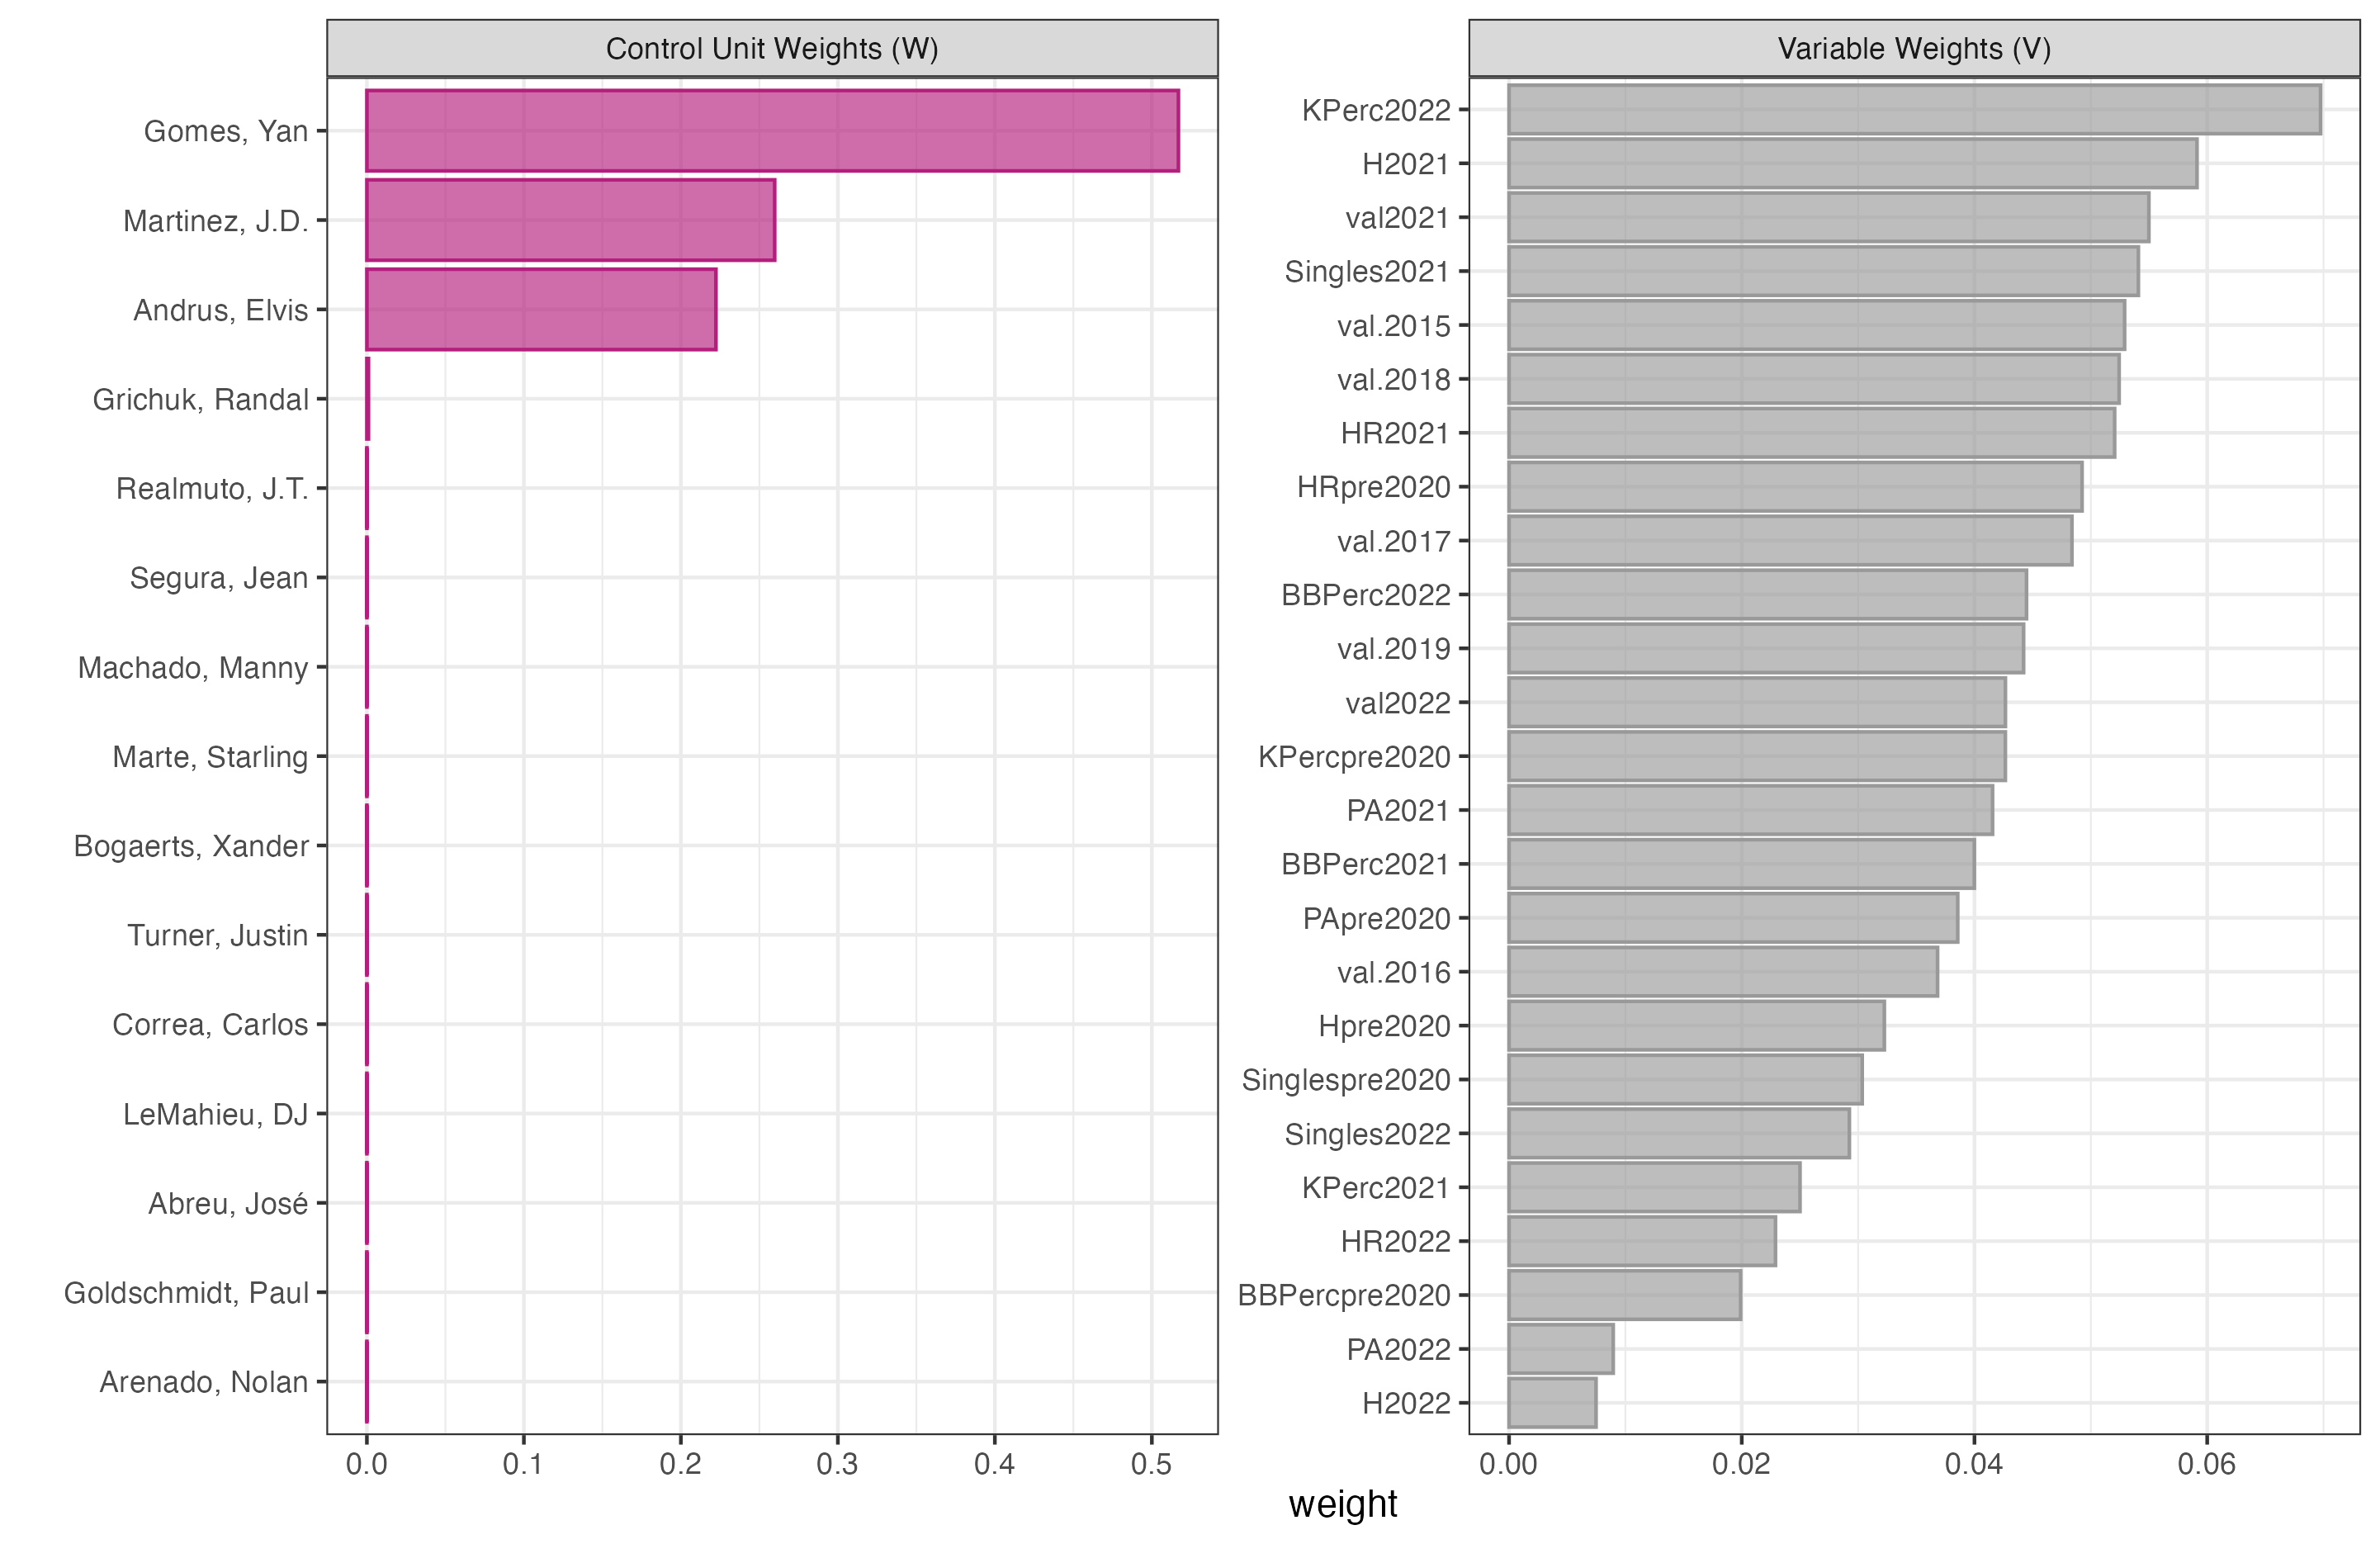 Control Unit Weights (W)
Gomes, Yan
Martinez, J.D.
Andrus, Elvis
Grichuk, Randal
Realmuto, J.T.
Segura, Jean
Machado, Manny
Marte, Starling
Bogaerts, Xander
Turner, Justin
Correa, Carlos
LeMahieu, DJ
Abreu, José
Goldschmidt, Paul
Arenado, Nolan
0.0 0.1 0.2 0.3 0.4 0.5
Variable Weights (V)
KPerc2022
H2021
val2021
Singles2021
val.2015
val.2018
HR2021
HRpre2020
val.2017
BBPerc2022
val.2019
val2022
KPercpre2020
PA2021
BBPerc2021
PApre2020
val.2016
Hpre2020
Singlespre2020
Singles2022
KPerc2021
HR2022
BBPercpre2020
PA2022
H2022
0.00 0.02 0.04 0.06
weight